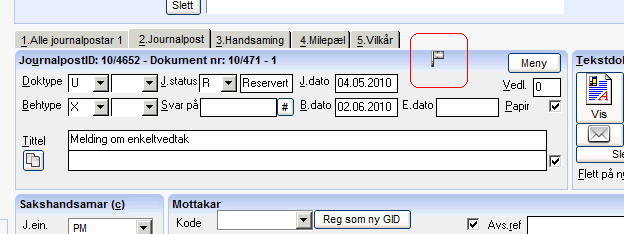 Slett
1.Alle journalpostar 1 2.Journalpost 3.Handsaming 4.Milepæl 5.Vilkår
JournalpostID: 10/4652 - Dokument nr: 10/471 - 1 Meny Tekstdok
Doktype U J.status R Reservert J.dato 04.05.2010 Vedl. 0
Behtype X Svar på # B.dato 02.06.2010 E.dato Papir Vis
Tittel Melding om enkeltvedtak
Slet
Flett på ny
Sakshandsamar (c) Mottakar
J.ein. PM Kode Reg som ny GID Avs.ref